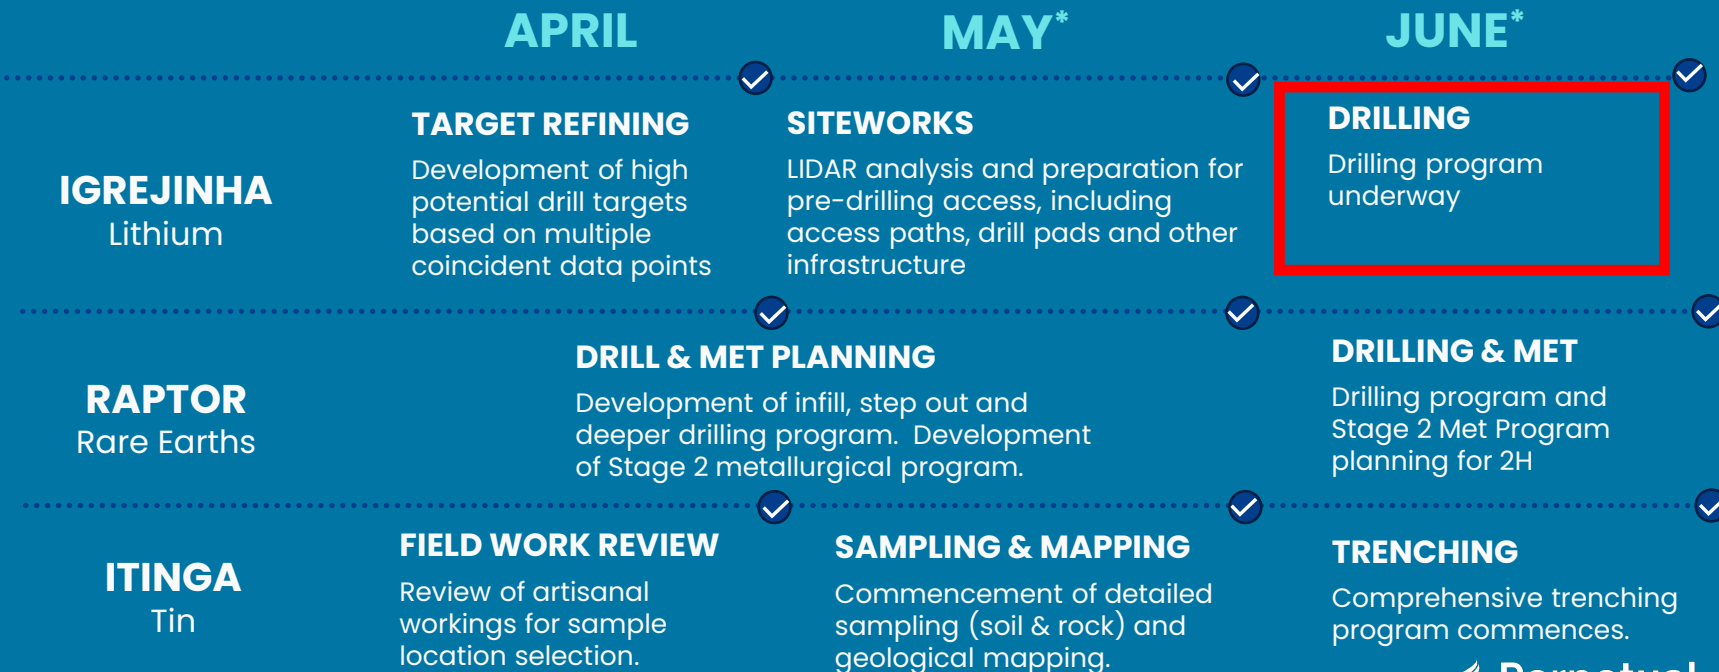 APRIL
MAY*
JUNE*
IGREJINHA
Lithium
TARGET REFINING
Development of high
potential drill targets
based on multiple
coincident data points
SITEWORKS
LIDAR analysis and preparation for
pre-drilling access, including
access paths, drill pads and other
infrastructure
DRILLING
Drilling program
underway
RAPTOR
Rare Earths
DRILL & MET PLANNING
Development of infill, step out and
deeper drilling program. Development
of Stage 2 metallurgical program.
DRILLING & MET
Drilling program and
Stage 2 Met Program
planning for 2H
ITINGA
Tin
FIELD WORK REVIEW
Review of artisanal
workings for sample
location selection.
SAMPLING & MAPPING
Commencement of detailed
sampling (soil & rock) and
geological mapping.
TRENCHING
Comprehensive trenching
program commences.
Perpetual